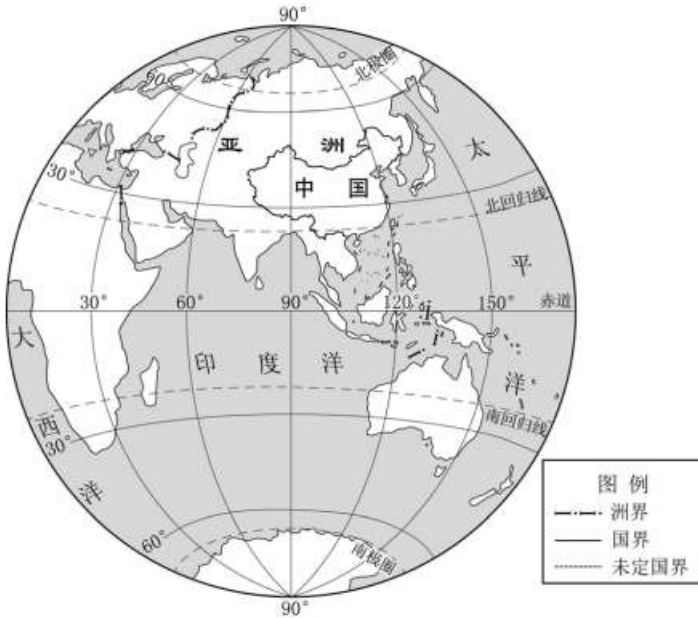 90°
60°
北极圈
亚洲
太
30°
中国
北回归线
平
30°
60°
90°
120°
150°
赤道
大
印度洋
洋
西
南回归线
30°
洋
图例
60°
南极圈
洲界
国界
未定国界
90°